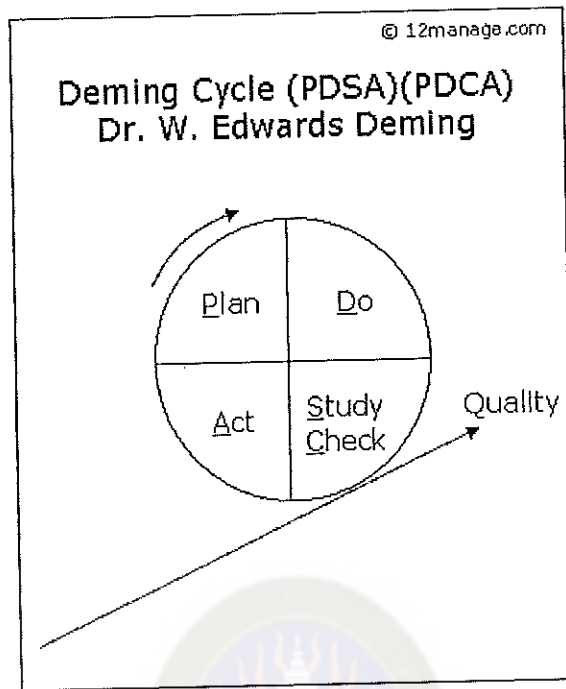 © 12manage.com
Deming Cycle (PDSA)(PDCA)
Dr. W. Edwards Deming
Plan
Do
Act
Study
Check
Quality